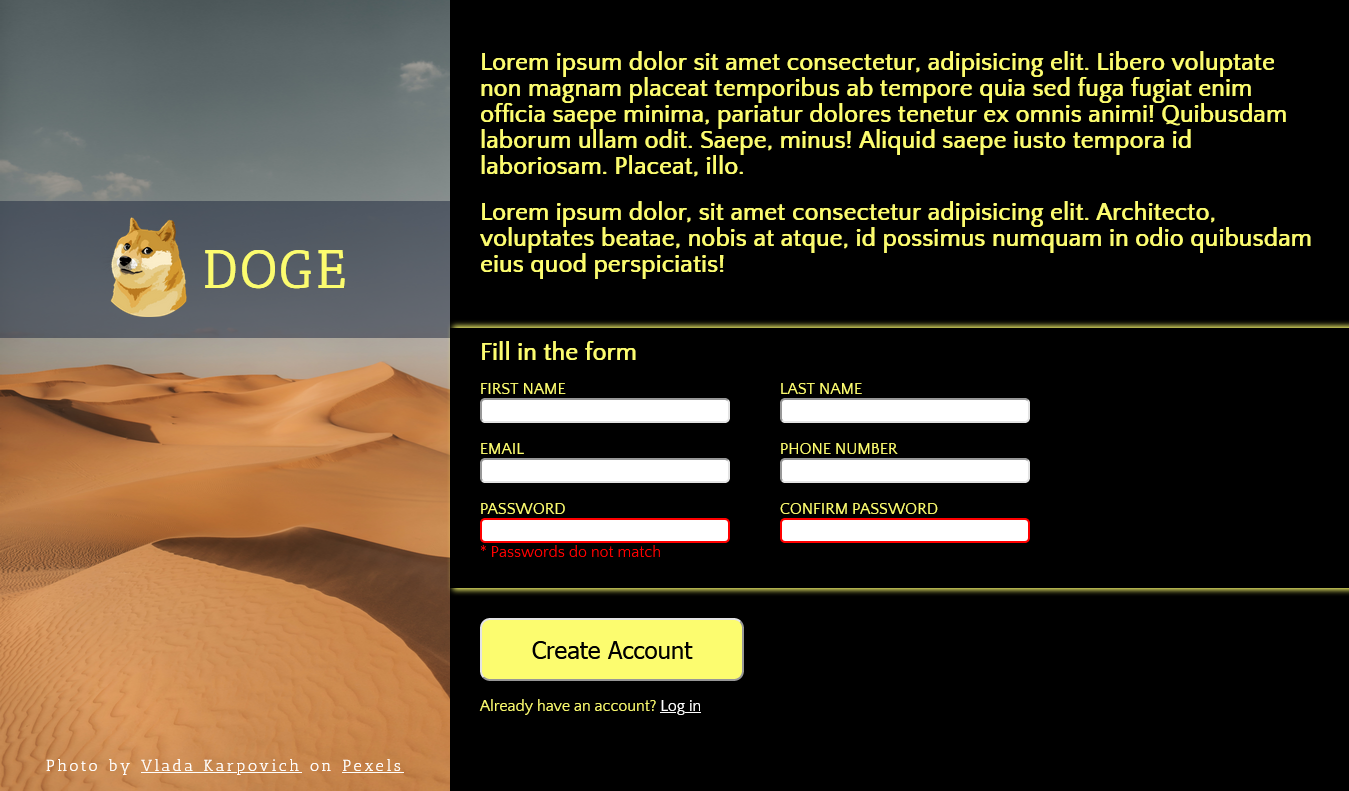 DOGE
Photo by Vlada Karpovich on Pexels
Lorem ipsum dolor sit amet consectetur, adipisicing elit. Libero voluptate
non magnam placeat temporibus ab tempore quia sed fuga fugiat enim
officia saepe minima, pariatur dolores tenetur ex omnis animi! Quibusdam
laborum ullam odit. Saepe, minus! Aliquid saepe iusto tempora id
laboriosam. Placeat, illo.
Lorem ipsum dolor, sit amet consectetur adipisicing elit. Architecto,
voluptates beatae, nobis at atque, id possimus numquam in odio quibusdam
eius quod perspiciatis!
Fill in the form
FIRST NAME
LAST NAME
EMAIL
PHONE NUMBER
PASSWORD
CONFIRM PASSWORD
* Passwords do not match
Create Account
Already have an account? Log in